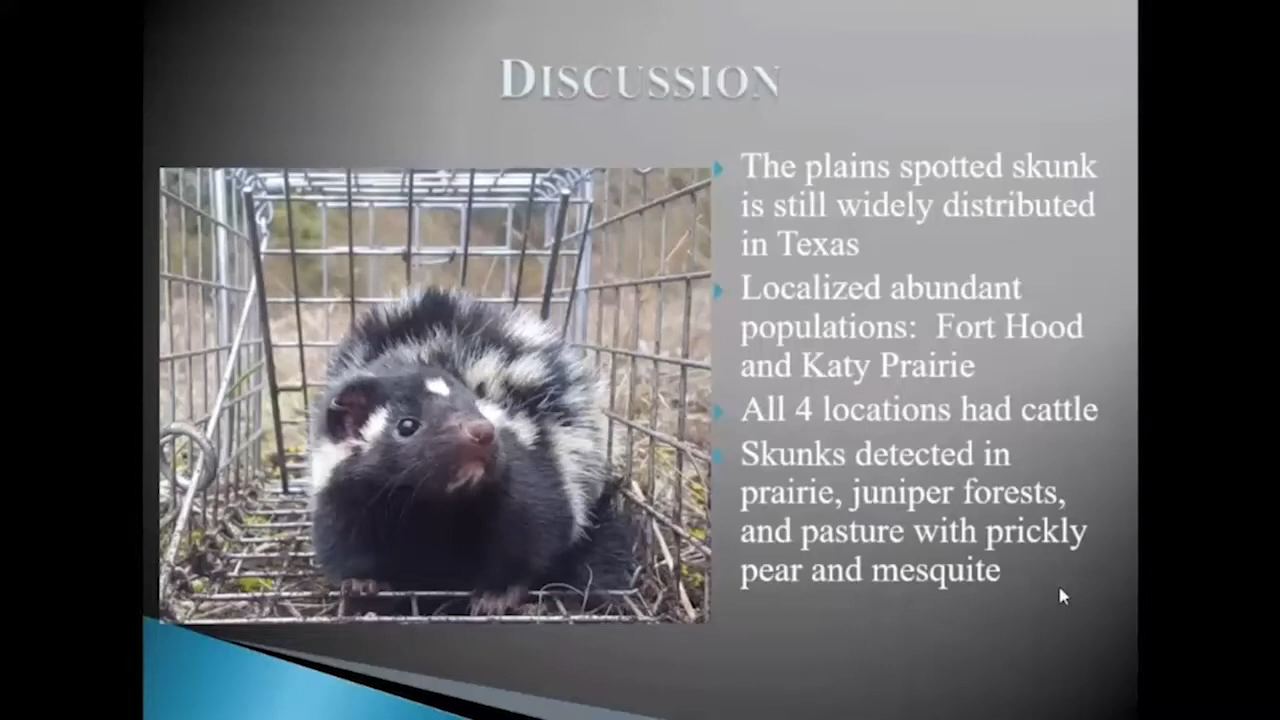 DISCUSSION
The plains spotted skunk
is still widely distributed
in Texas
Localized abundant
populations:  Fort Hood
and Katy Prairie
All 4 locations had cattle
Skunks detected in
prairie, juniper forests,
and pasture with prickly
pear and mesquite